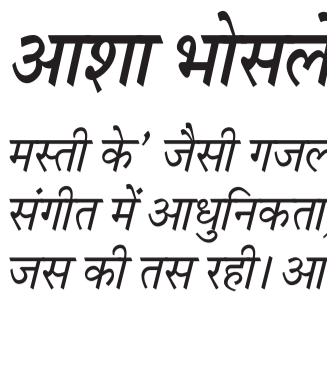 आशा भोसले
मस्ती के’ जैसी गजल
संगीत में आधुनिकता,
जस की तस रही। आ